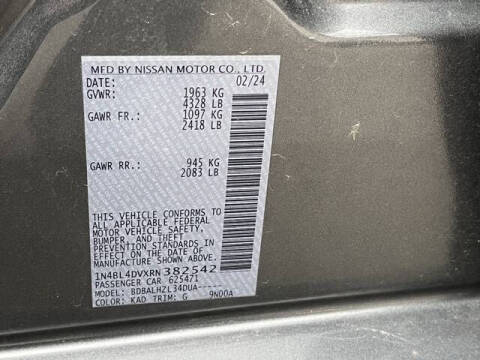 MFD BY NISSAN MOTOR CO., LTD.
DATE: 02/24
GVWR: 1963 KG
4328 LB
GAWR FR.: 1097 KG
2418 LB
GAWR RR.: 945 KG
2083 LB
THIS VEHICLE CONFORMS TO
ALL APPLICABLE FEDERAL
MOTOR VEHICLE SAFETY,
BUMPER, AND THEFT
PREVENTION STANDARDS IN
EFFECT ON THE DATE OF
MANUFACTURE SHOWN ABOVE.
1N4BL4DVXRN382542
PASSENGER CAR 625471
MODEL: BDBALHZL34DUA-----
COLOR: KAD TRIM: G 9N00A